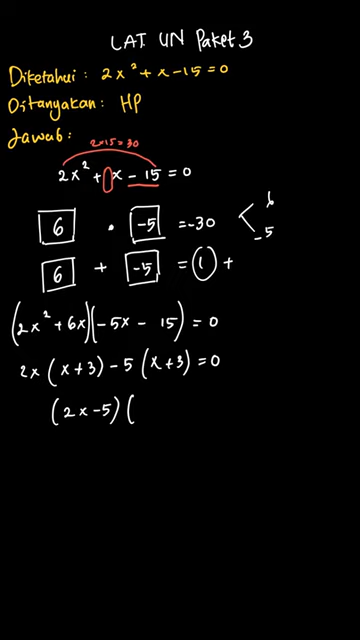 LAT UN Paket 3
Diketahui : 2x² + x - 15 = 0
Ditanyakan : HP
Jawab :
2×15 = 30
2x² + x - 15 = 0
6 • -5 = -30 < 6 -5
6 + -5 = 1 +
(2x² + 6x)(-5x - 15) = 0
2x (x+3) - 5 (x+3) = 0
(2x - 5) (